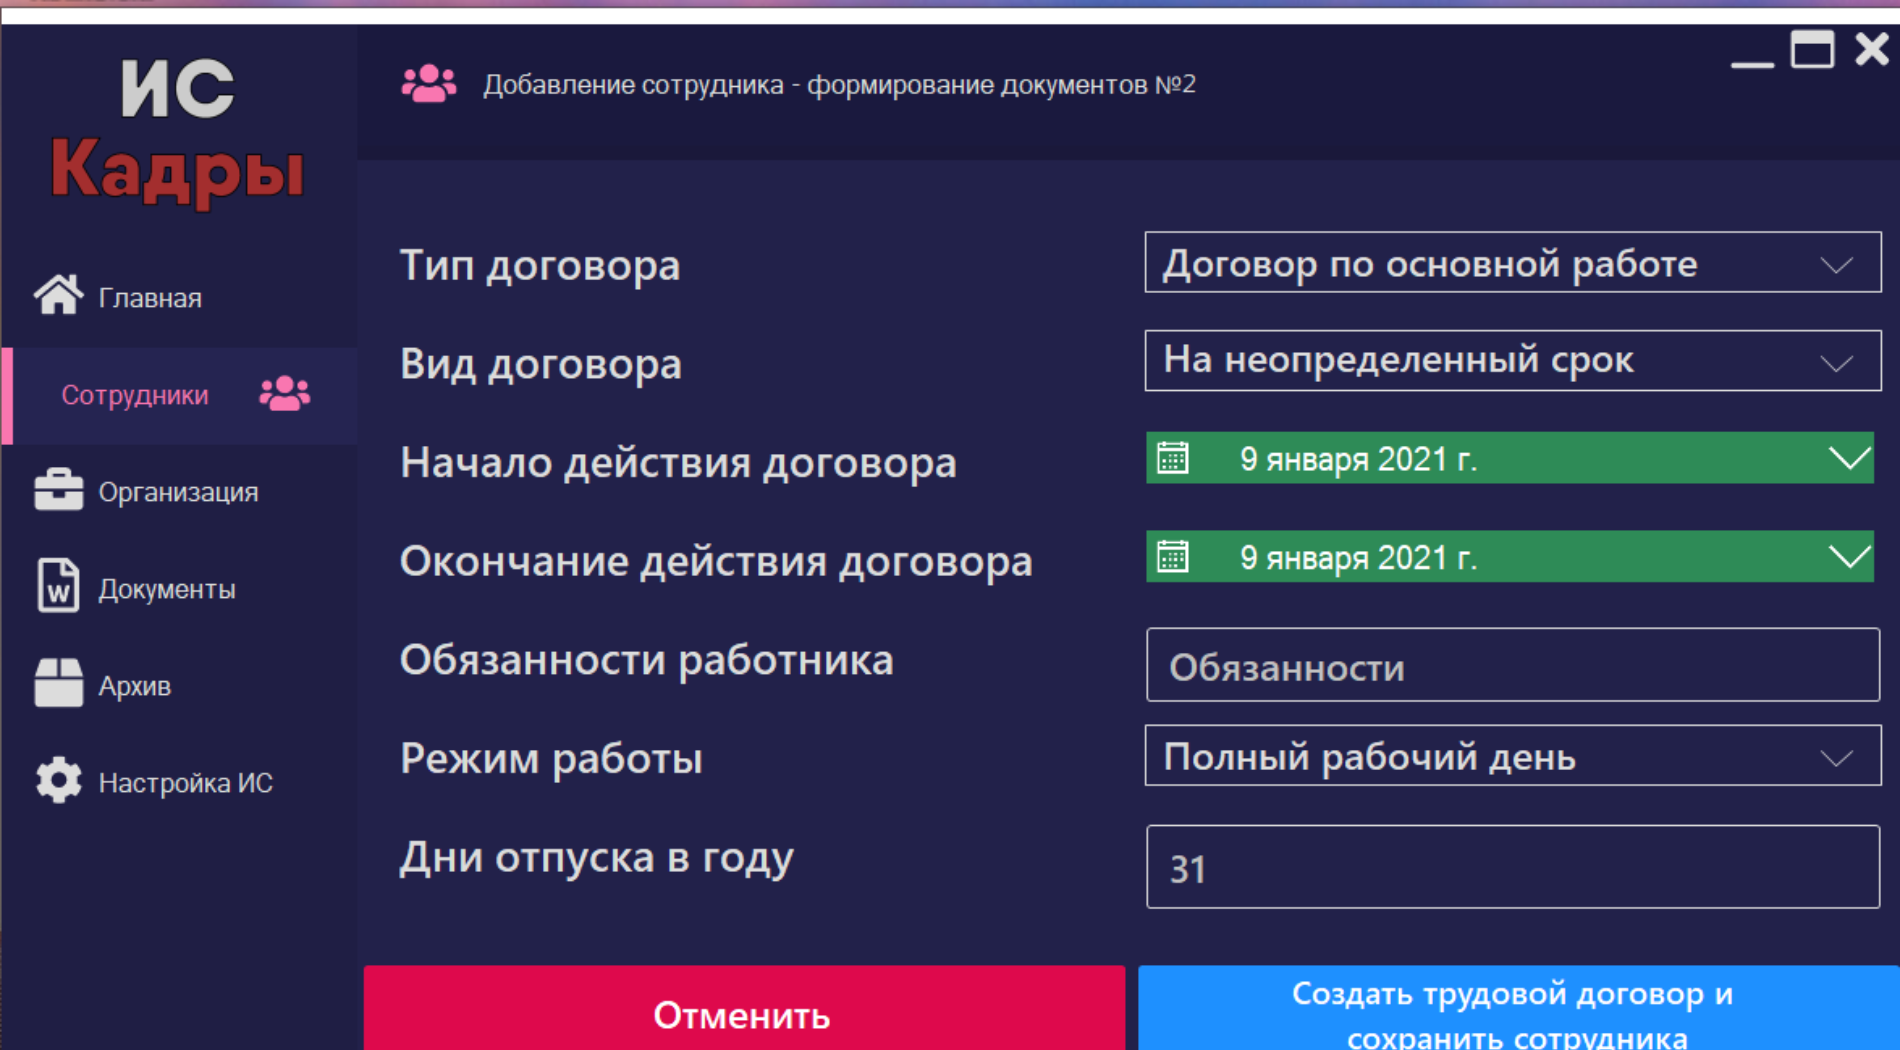 ИС
Кадры
Добавление сотрудника - формирование документов №2
Главная
Сотрудники
Организация
Документы
Архив
Настройка ИС
Тип договора
Договор по основной работе
Вид договора
На неопределенный срок
Начало действия договора
9 января 2021 г.
Окончание действия договора
9 января 2021 г.
Обязанности работника
Обязанности
Режим работы
Полный рабочий день
Дни отпуска в году
31
Отменить
Создать трудовой договор и
сохранить сотрудника